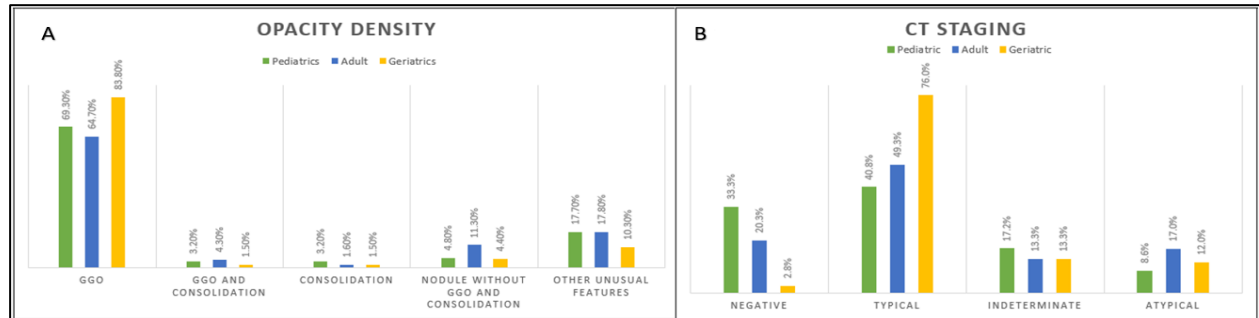 A
OPACITY DENSITY
Pediatrics Adult Geriatrics
69.30%
64.70%
83.80%
3.20%
4.30%
1.50%
3.20%
1.60%
1.50%
4.80%
11.30%
4.40%
17.70%
17.80%
10.30%
GGO
GGO AND
CONSOLIDATION
CONSOLIDATION
NODULE WITHOUT
GGO AND
CONSOLIDATION
OTHER UNUSUAL
FEATURES
B
CT STAGING
Pediatric Adult Geriatric
33.3%
20.3%
2.8%
40.8%
49.3%
76.0%
17.2%
13.3%
13.3%
8.6%
17.0%
12.0%
NEGATIVE
TYPICAL
INDETERMINATE
ATYPICAL